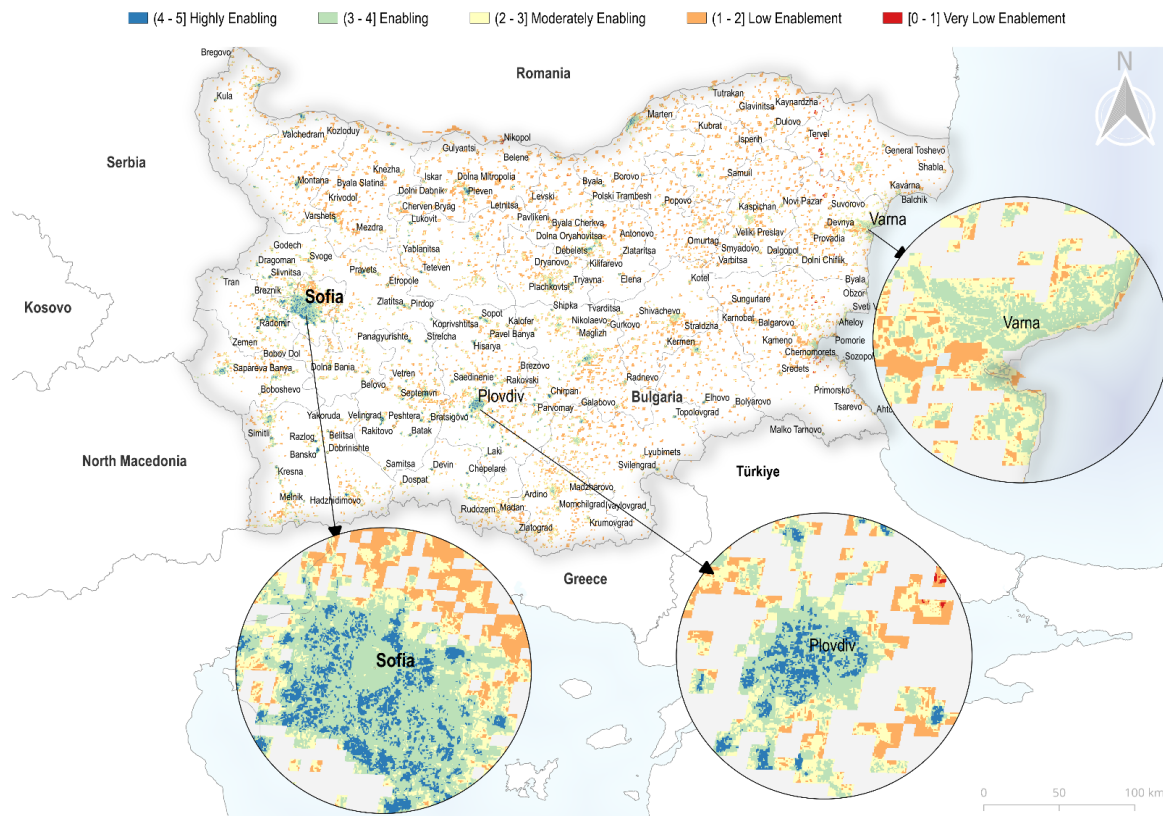 (4 - 5] Highly Enabling (3 - 4] Enabling (2 - 3] Moderately Enabling (1 - 2] Low Enablement [0 - 1] Very Low Enablement
Bregovo
Romania
N
Kula
Tutrakan
Kaynardzha
Glavinitsa
Marten
Dulovo
Valchedram
Kozloduy
Kubrat
Isperih
Tervel
Nikopol
Gulyantsi
Belene
General Toshevo
Shabla
Serbia
Knezha
Iskar
Dolna Mitropolia
Montana
Byala Slatina
Dolni Dabnik
Pleven
Byala
Borovo
Samuil
Kavarna
Balchik
Krivodol
Cherven Bryag
Letnitsa
Levski
Polski Trambesh
Popovo
Kaspichan
Novi Pazar
Suvorovo
Varshets
Lukovit
Pavlikeni
Devnya
Varna
Mezdra
Byala Cherkva
Dolna Oryahovitsa
Antonovo
Veliki Preslav
Provadia
Godech
Yablanitsa
Debelets
Zlataritsa
Omurtag
Smyadovo
Dalgopol
Dragoman
Svoge
Dryanovo
Kilifarevo
Varbitsa
Dolni Chiflik
Slivnitsa
Pravets
Teteven
Tran
Etropole
Tryavna
Elena
Kotel
Byala
Breznik
Sofia
Plachkovtsi
Obzor
Kosovo
Zlatitsa
Pirdop
Shipka
Tvarditsa
Sungurlare
Sveti V
Sopot
Kalofer
Nikolaevo
Shivachevo
Karnobat
Radomir
Koprivshtitsa
Gurkovo
Straldzha
Balgarovo
Aheloy
Varna
Zemen
Panagyurishte
Strelcha
Pavel Banya
Maglizh
Kermen
Kameno
Pomorie
Bobov Dol
Hisarya
Chernomorets
Sozopol
Sapareva Banya
Dolna Bania
Vetren
Brezovo
Sredets
Boboshevo
Belovo
Saedinenie
Rakovski
Radnevo
Septemvri
Plovdiv
Chirpan
Galabovo
Bulgaria
Elhovo
Primorsko
Yakoruda
Velingrad
Peshtera
Bratsigovo
Parvomay
Topolovgrad
Bolyarovo
Tsarevo
Ahto
Simitli
Razlog
Belitsa
Rakitovo
Batak
Malko Tarnovo
Bansko
Dobrinishte
Laki
Lyubimets
North Macedonia
Kresna
Samitsa
Devin
Chepelare
Svilengrad
Türkiye
Dospat
Melnik
Hadzhidimovo
Ardino
Madzharovo
Rudozem
Madan
Momchilgrad
Ivaylovgrad
Zlatograd
Krumovgrad
Greece
Plovdiv
Sofia
0 50 100 km